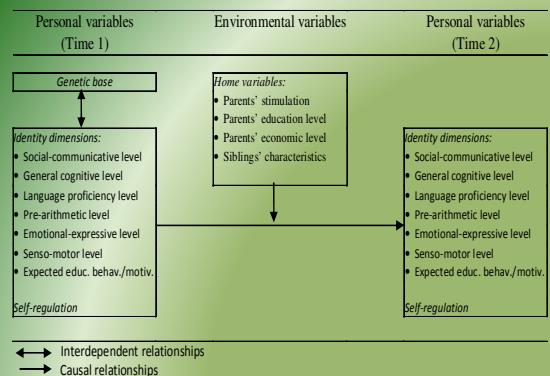 Personal variables
(Time 1)
Environmental variables
Personal variables
(Time 2)
Genetic base
Identity dimensions:
• Social-communicative level
• General cognitive level
• Language proficiency level
• Pre-arithmetic level
• Emotional-expressive level
• Senso-motor level
• Expected educ. behav./motiv.
Self-regulation
Home variables:
• Parents' stimulation
• Parents' education level
• Parents' economic level
• Siblings' characteristics
Identity dimensions:
• Social-communicative level
• General cognitive level
• Language proficiency level
• Pre-arithmetic level
• Emotional-expressive level
• Senso-motor level
• Expected educ. behav./motiv.
Self-regulation
Interdependent relationships
Causal relationships